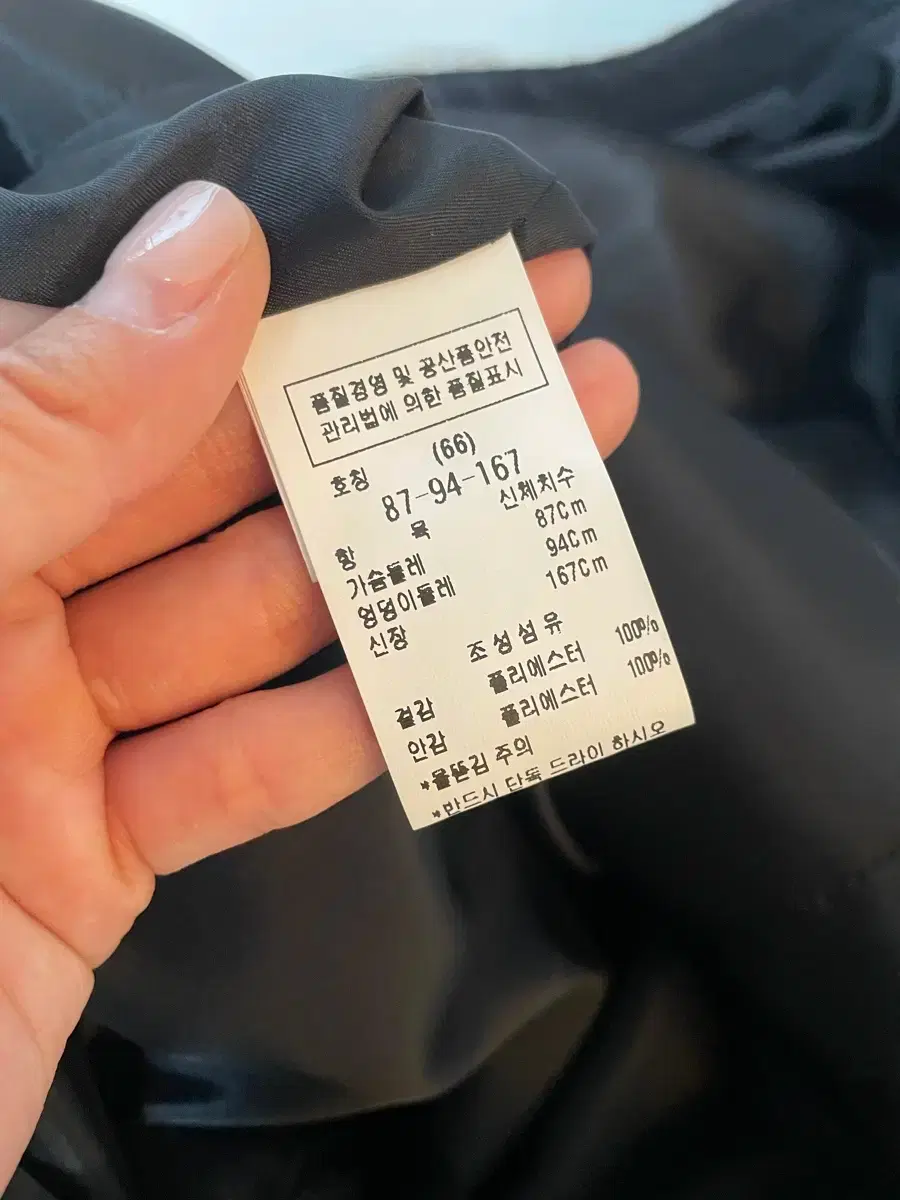 품질경영 및 공산품안전
관리법에 의한 품질표시
호칭 (66)
87-94-167
항 목 신체치수
가슴둘레 87Cm
엉덩이둘레 94Cm
신장 167Cm
조성섬유
겉감 폴리에스터 100%
안감 폴리에스터 100%
*물뜬김 주의
*반드시 단독 드라이 하시오